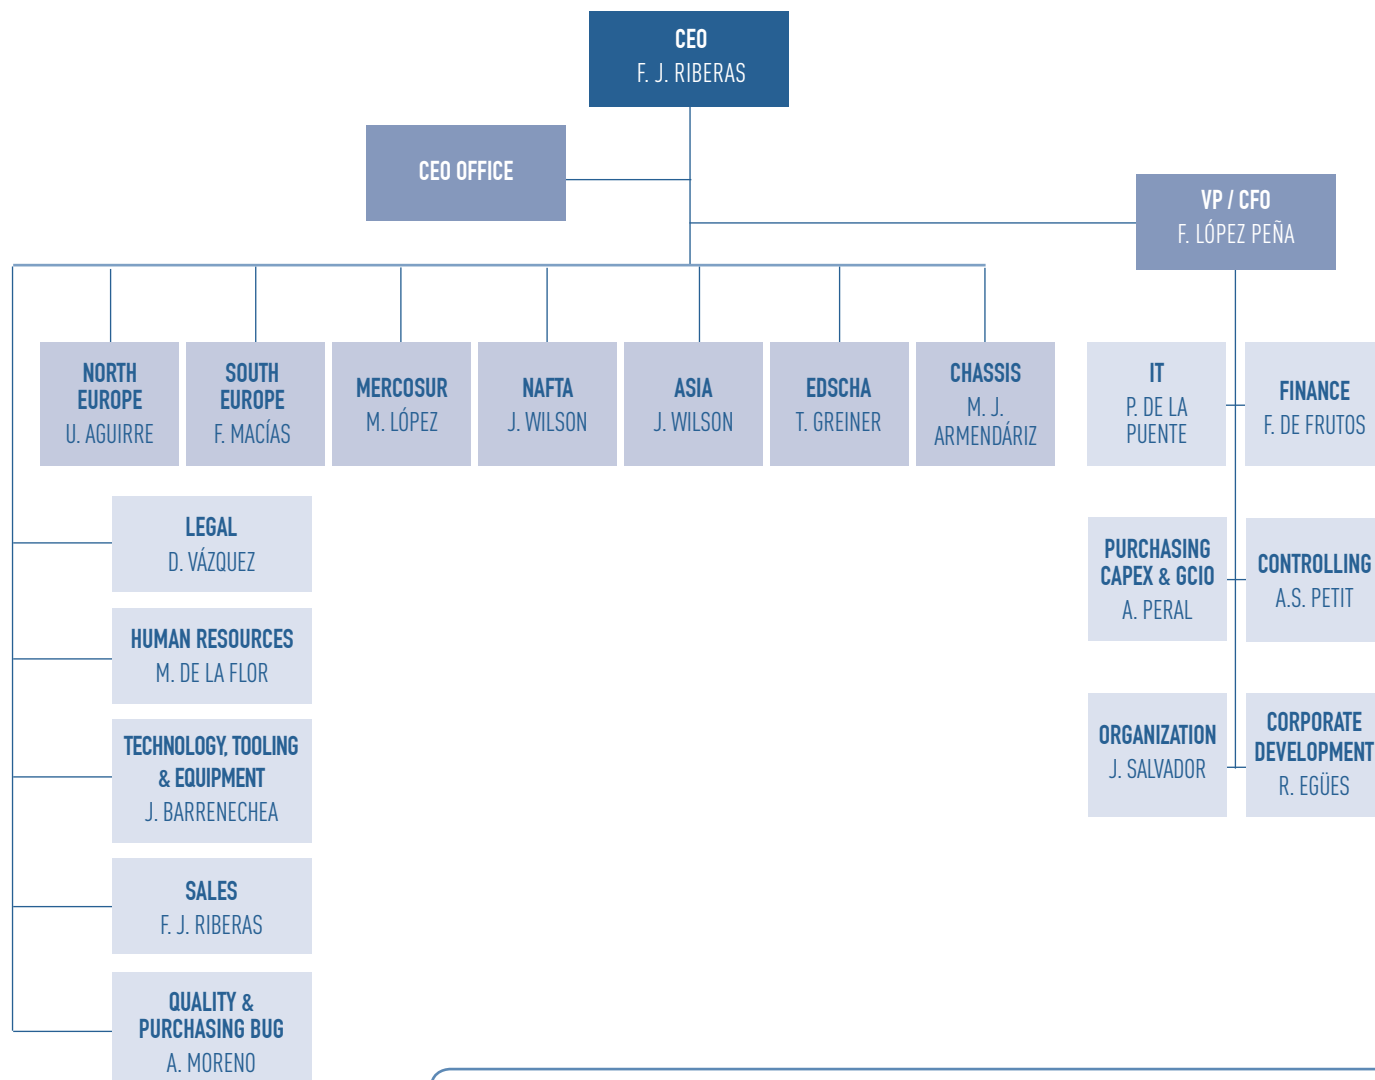 CEO
F. J. RIBERAS
CEO OFFICE
VP / CFO
F. LÓPEZ PEÑA
NORTH
EUROPE
U. AGUIRRE
SOUTH
EUROPE
F. MACÍAS
MERCOSUR
M. LÓPEZ
NAFTA
J. WILSON
ASIA
J. WILSON
EDSCHA
T. GREINER
CHASSIS
M. J.
ARMENDÁRIZ
IT
P. DE LA
PUENTE
FINANCE
F. DE FRUTOS
LEGAL
D. VÁZQUEZ
HUMAN RESOURCES
M. DE LA FLOR
TECHNOLOGY, TOOLING
& EQUIPMENT
J. BARRENECHEA
SALES
F. J. RIBERAS
QUALITY &
PURCHASING BUG
A. MORENO
PURCHASING
CAPEX & GCIO
A. PERAL
CONTROLLING
A.S. PETIT
ORGANIZATION
J. SALVADOR
CORPORATE
DEVELOPMENT
R. EGÜES